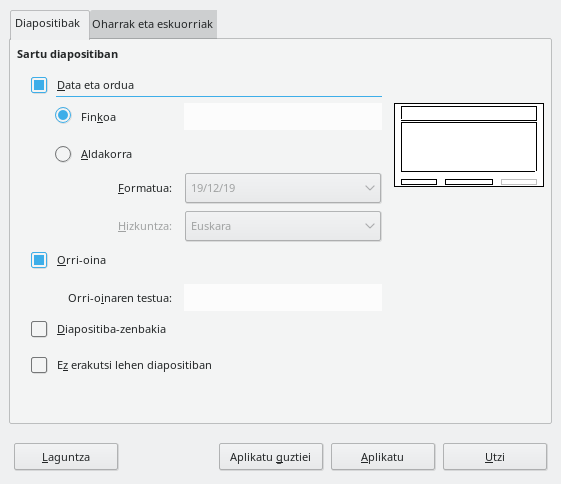 Diapositibak
Oharrak eta eskuorriak
Sartu diapositiban
Data eta ordua
Finkoa
Aldakorra
Formatua: 19/12/19
Hizkuntza: Euskara
Orri-oina
Orri-oinaren testua:
Diapositiba-zenbakia
Ez erakutsi lehen diapositiban
Laguntza
Aplikatu guztiei
Aplikatu
Utzi